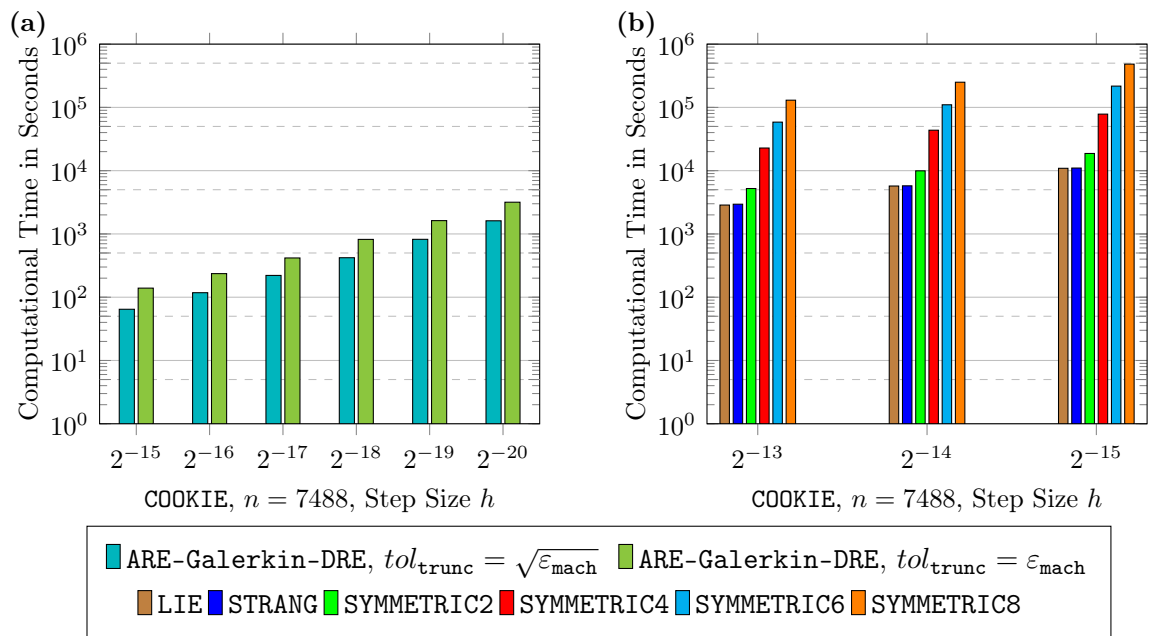 (a)
Computational Time in Seconds
10^6
10^5
10^4
10^3
10^2
10^1
10^0
2^−15 2^−16 2^−17 2^−18 2^−19 2^−20
COOKIE, n = 7488, Step Size h
(b)
Computational Time in Seconds
10^6
10^5
10^4
10^3
10^2
10^1
10^0
2^−13 2^−14 2^−15
COOKIE, n = 7488, Step Size h
ARE-Galerkin-DRE, tol_trunc = √ε_mach ARE-Galerkin-DRE, tol_trunc = ε_mach
LIE STRANG SYMMETRIC2 SYMMETRIC4 SYMMETRIC6 SYMMETRIC8